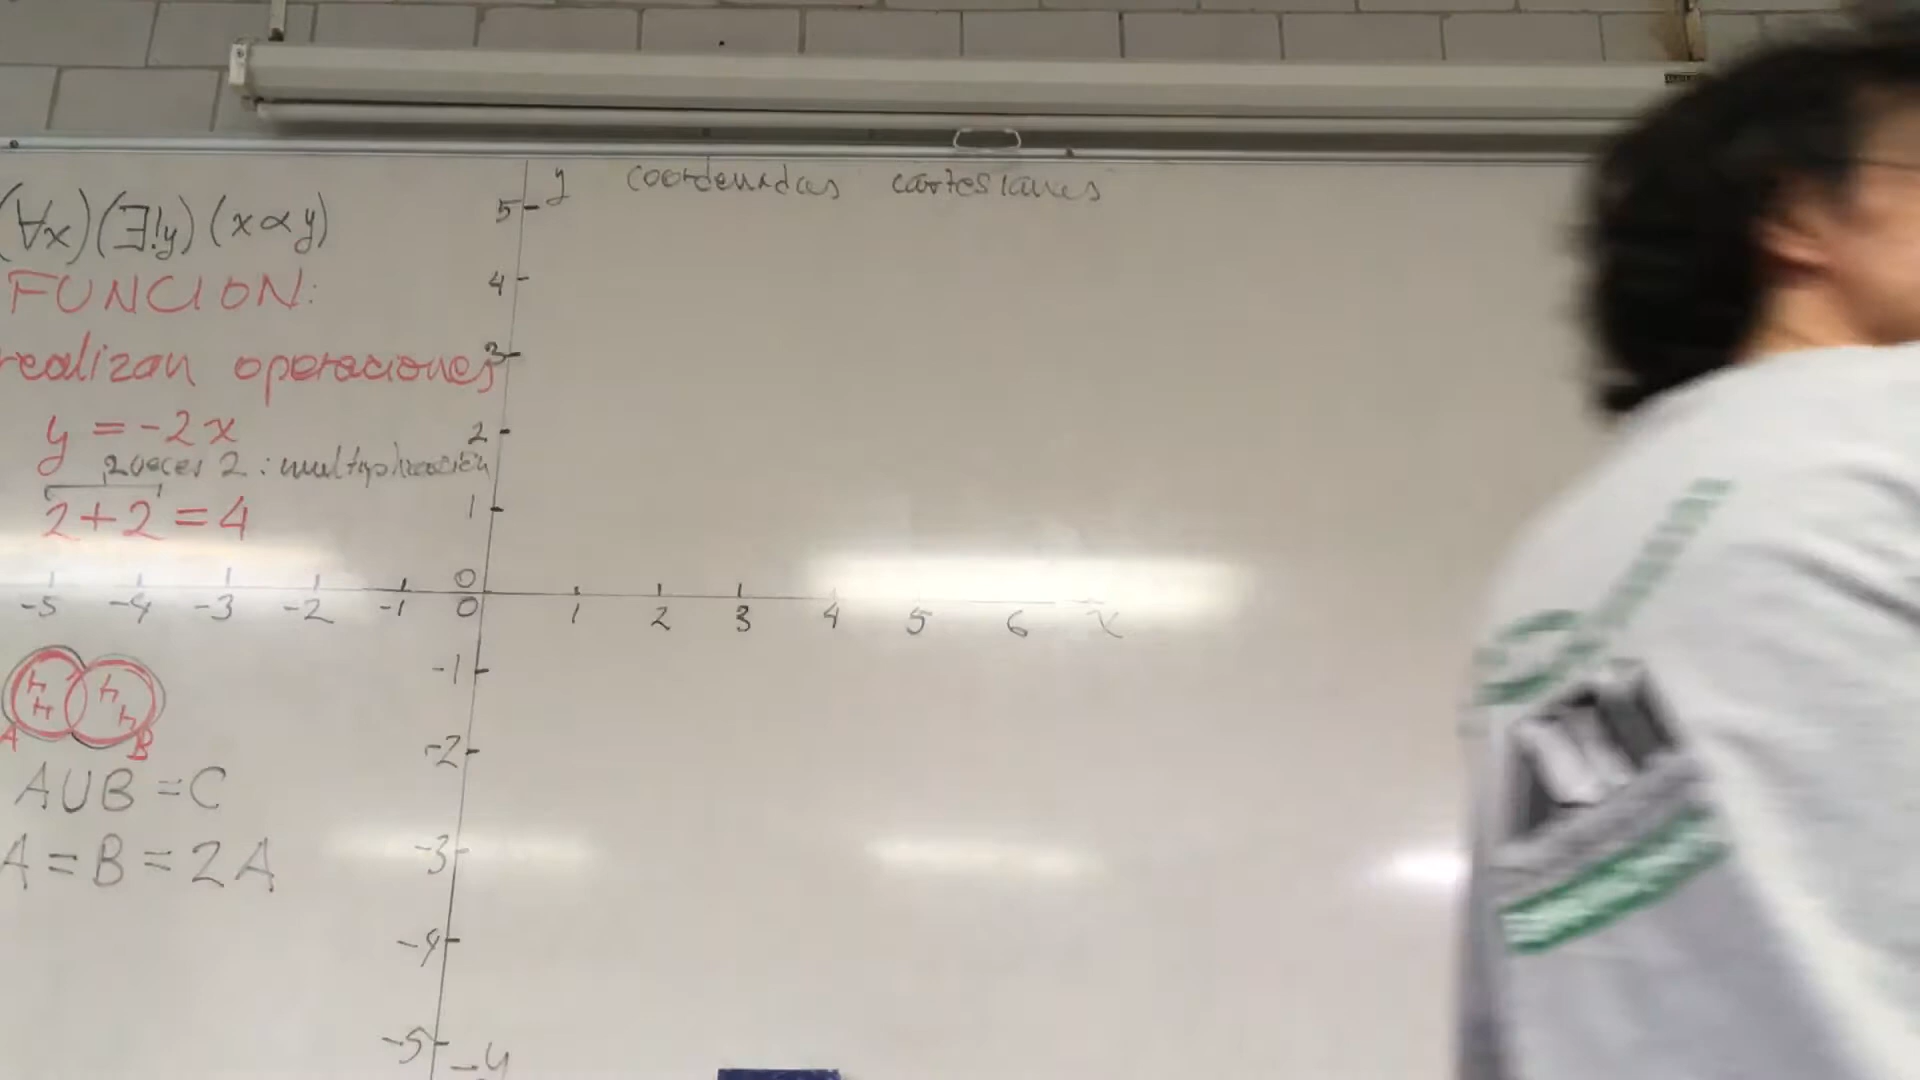 y coordenadas cartesianas
(∀x)(∃!y)(x∝y)
FUNCION:
realizan operaciones
y = -2x
2 veces 2 : multiplicación
2+2 = 4
5
4
3
2
1
0
-5 -4 -3 -2 -1 0 1 2 3 4 5 6 x
-1
-2
-3
-4
-5
-y
A B
AUB = C
A = B = 2A